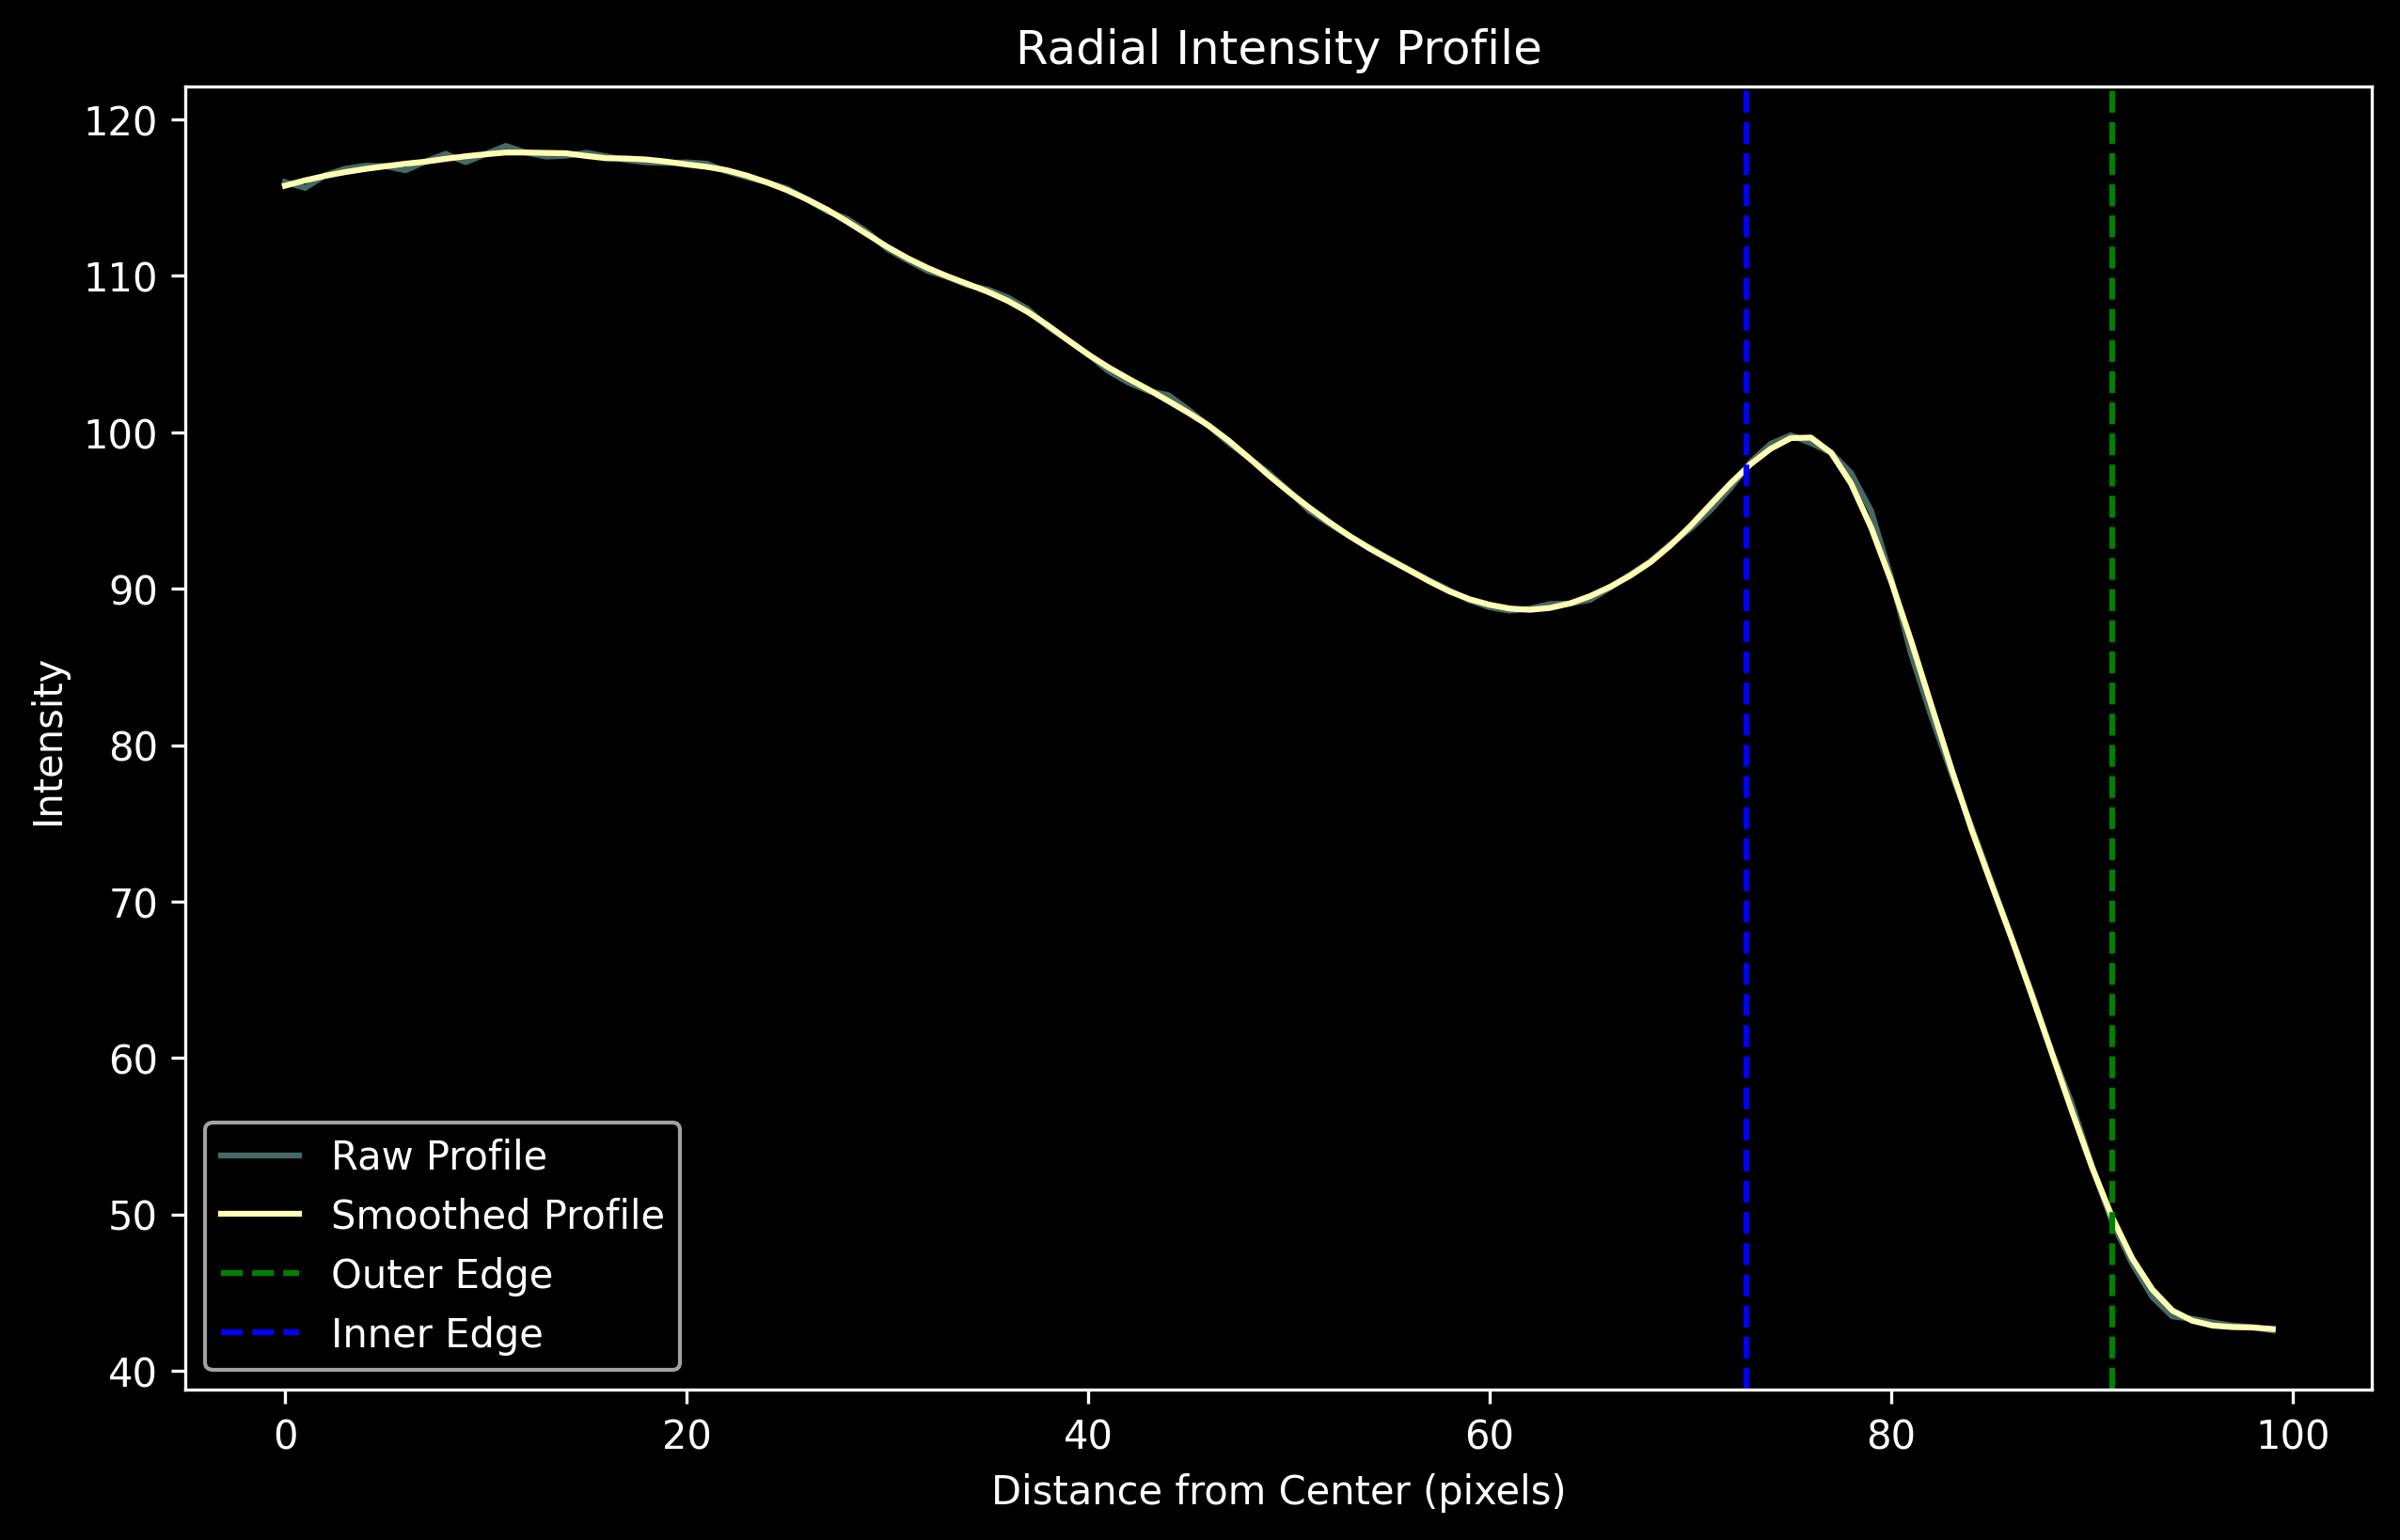 Radial Intensity Profile
120
110
100
90
80
70
60
50
40
Intensity
Raw Profile
Smoothed Profile
Outer Edge
Inner Edge
0 20 40 60 80 100
Distance from Center (pixels)